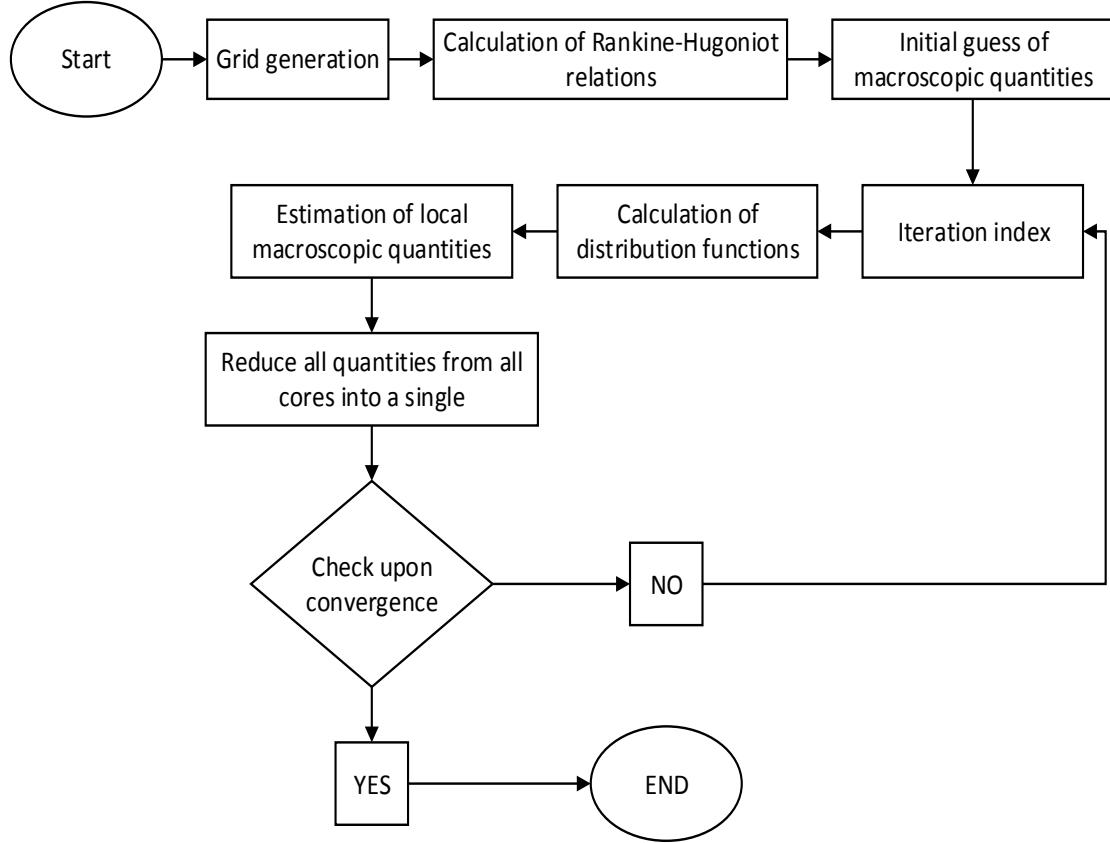 Start
Grid generation
Calculation of Rankine-Hugoniot
relations
Initial guess of
macroscopic quantities
Iteration index
Calculation of
distribution functions
Estimation of local
macroscopic quantities
Reduce all quantities from all
cores into a single
Check upon
convergence
NO
YES
END